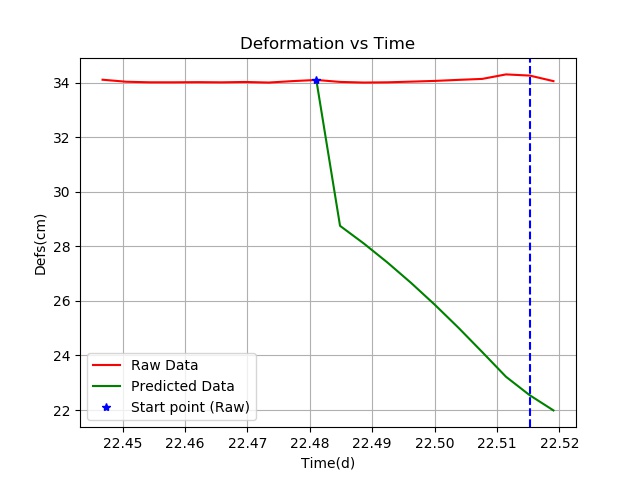 Deformation vs Time
Defs(cm)
34
32
30
28
26
24
22
Raw Data
Predicted Data
Start point (Raw)
22.45 22.46 22.47 22.48 22.49 22.50 22.51 22.52
Time(d)